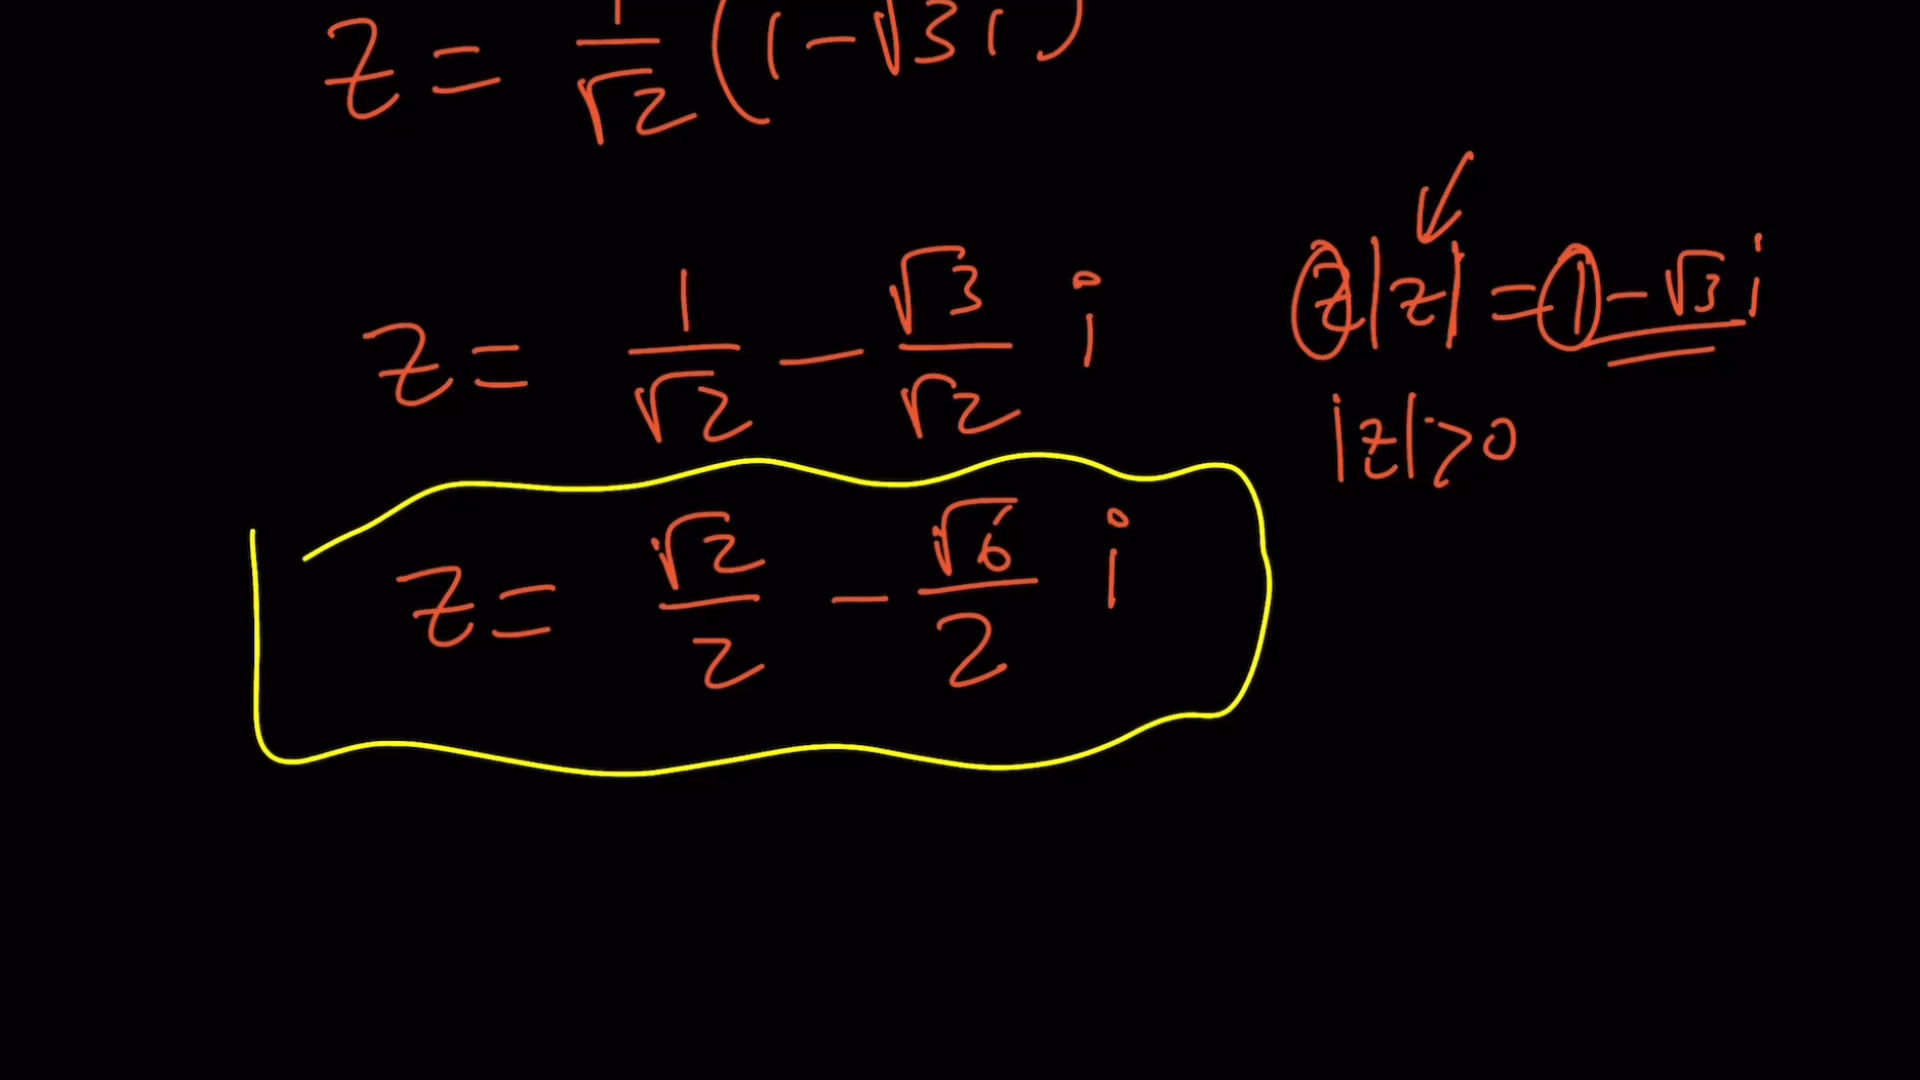 z = 1/√2 (1 - √3 i)
z = 1/√2 - √3/√2 i
z|z| = 1 - √3 i
|z| > 0
z = √2/2 - √6/2 i